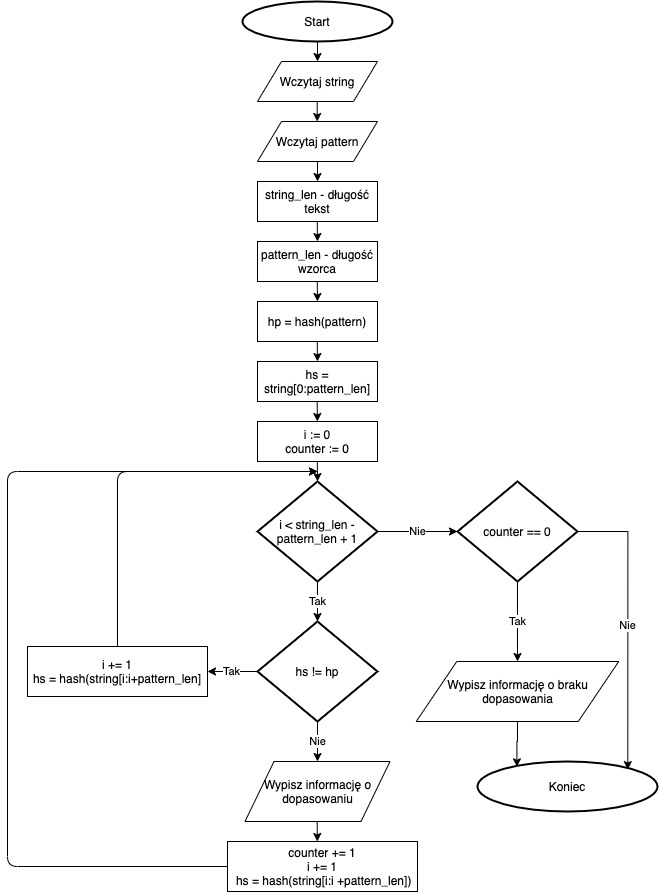 Start
Wczytaj string
Wczytaj pattern
string_len - długość
tekst
pattern_len - długość
wzorca
hp = hash(pattern)
hs =
string[0:pattern_len]
i := 0
counter := 0
i < string_len -
pattern_len + 1
Nie
counter == 0
Tak
Tak
Nie
i += 1
hs = hash(string[i:i+pattern_len]
Tak
hs != hp
Wypisz informację o braku
dopasowania
Nie
Wypisz informację o
dopasowaniu
Koniec
counter += 1
i += 1
hs = hash(string[i:i +pattern_len])